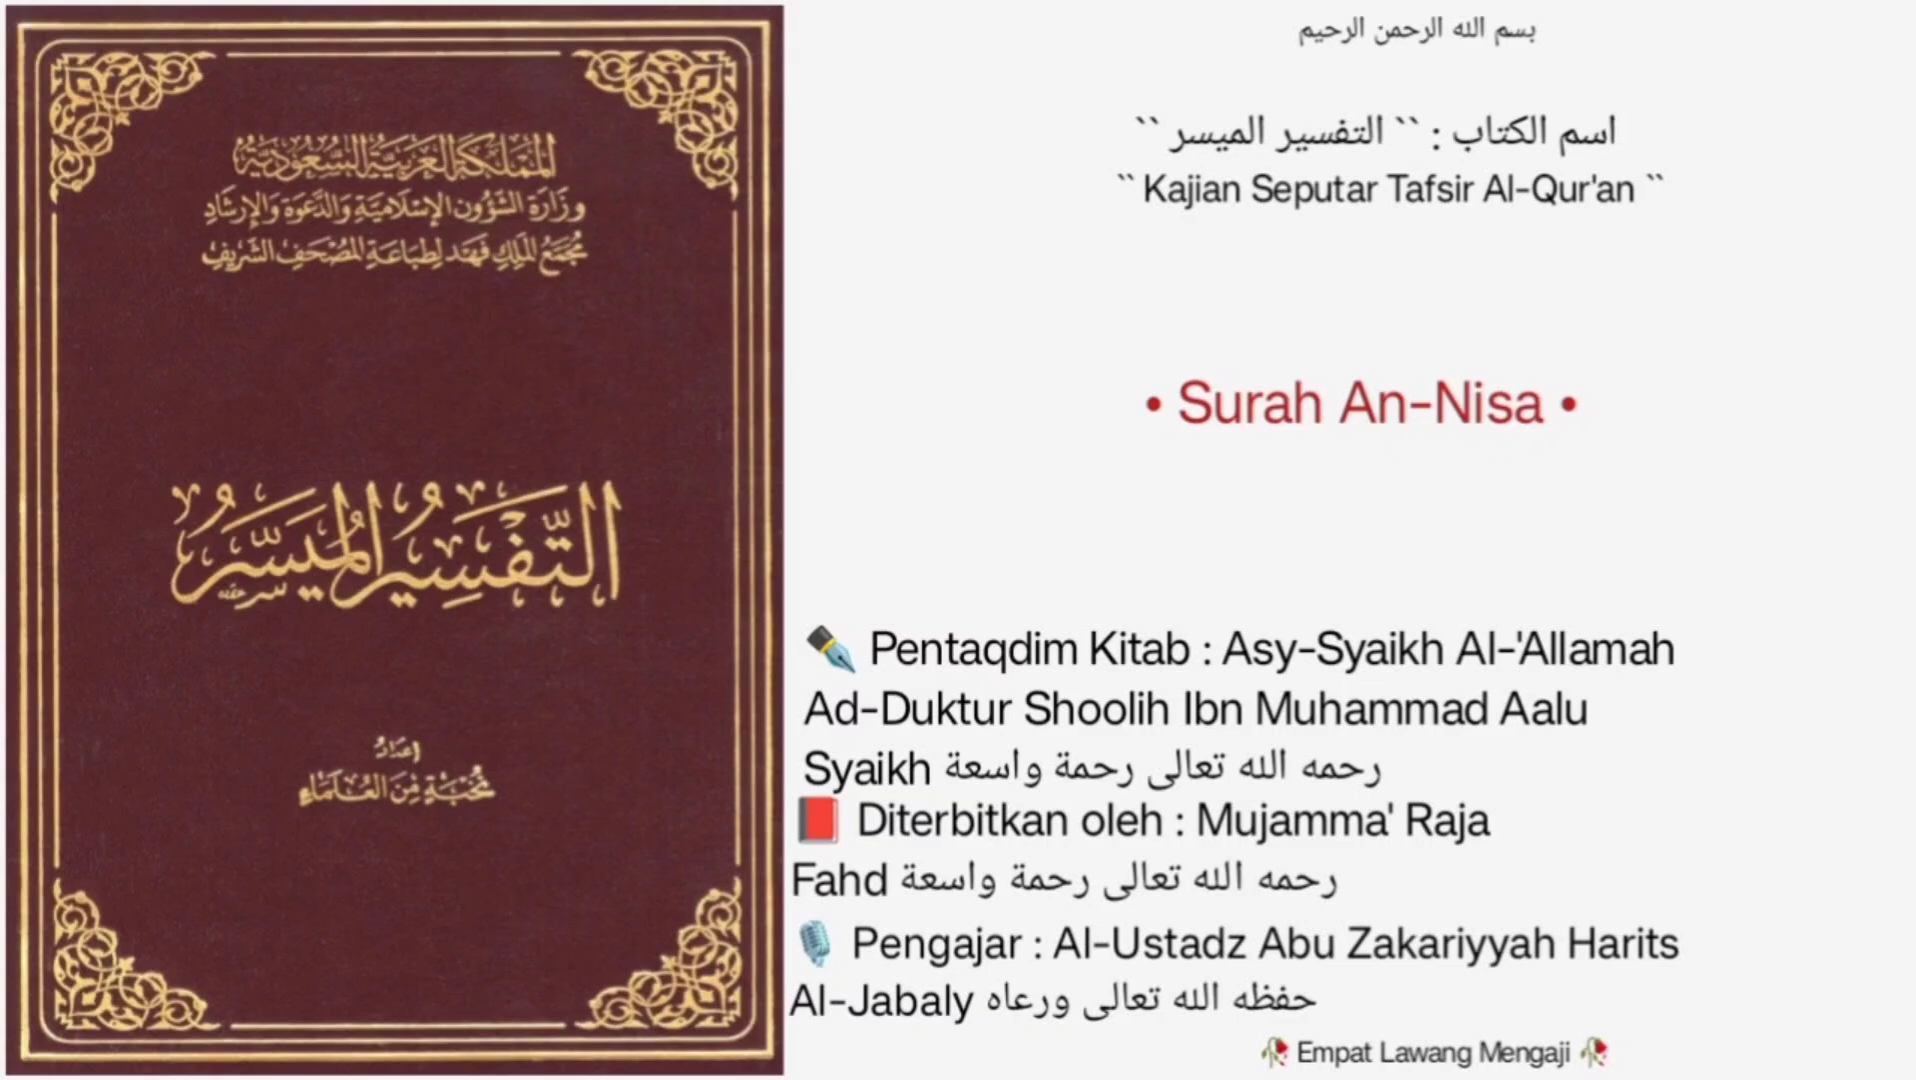 المملكة العربية السعودية
وزارة الشؤون الإسلامية والدعوة والإرشاد
مجمع الملك فهد لطباعة المصحف الشريف
التفسير الميسر
إعداد
نخبة من العلماء
بسم الله الرحمن الرحيم
اسم الكتاب : `` التفسير الميسر ``
`` Kajian Seputar Tafsir Al-Qur'an ``
• Surah An-Nisa •
✒️ Pentaqdim Kitab : Asy-Syaikh Al-'Allamah
Ad-Duktur Shoolih Ibn Muhammad Aalu
Syaikh رحمه الله تعالى رحمة واسعة
📕 Diterbitkan oleh : Mujamma' Raja
Fahd رحمه الله تعالى رحمة واسعة
🎙️ Pengajar : Al-Ustadz Abu Zakariyyah Harits
Al-Jabaly حفظه الله تعالى ورعاه
🥀 Empat Lawang Mengaji 🥀